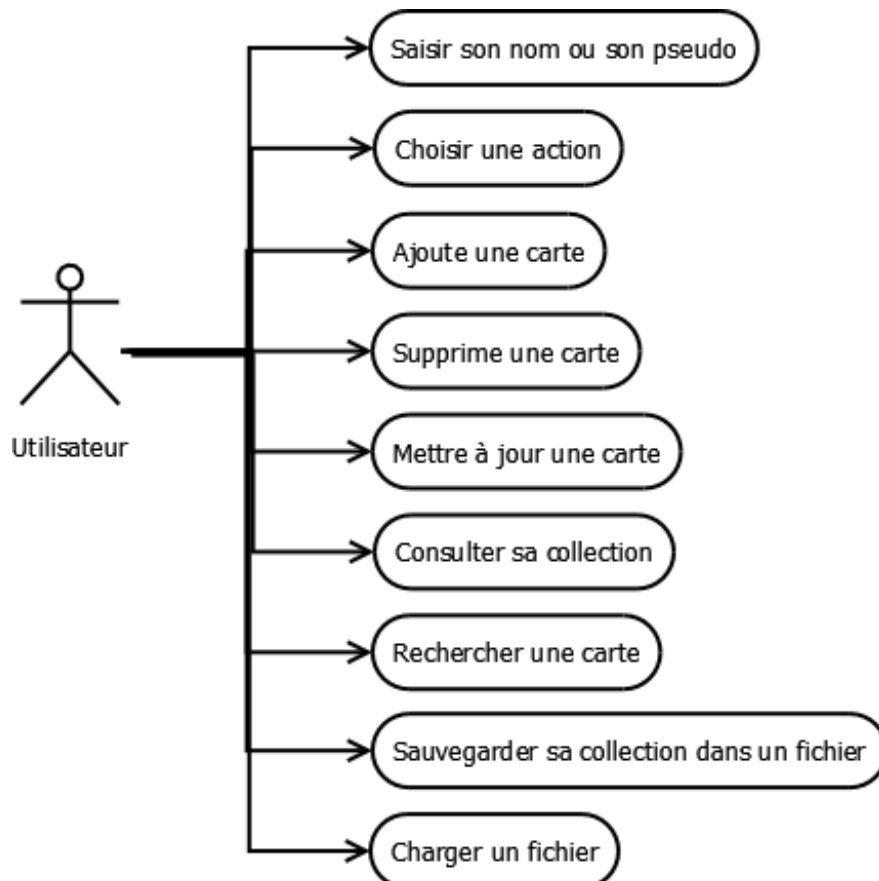 Saisir son nom ou son pseudo
Choisir une action
Ajoute une carte
Supprime une carte
Mettre à jour une carte
Utilisateur
Consulter sa collection
Rechercher une carte
Sauvegarder sa collection dans un fichier
Charger un fichier